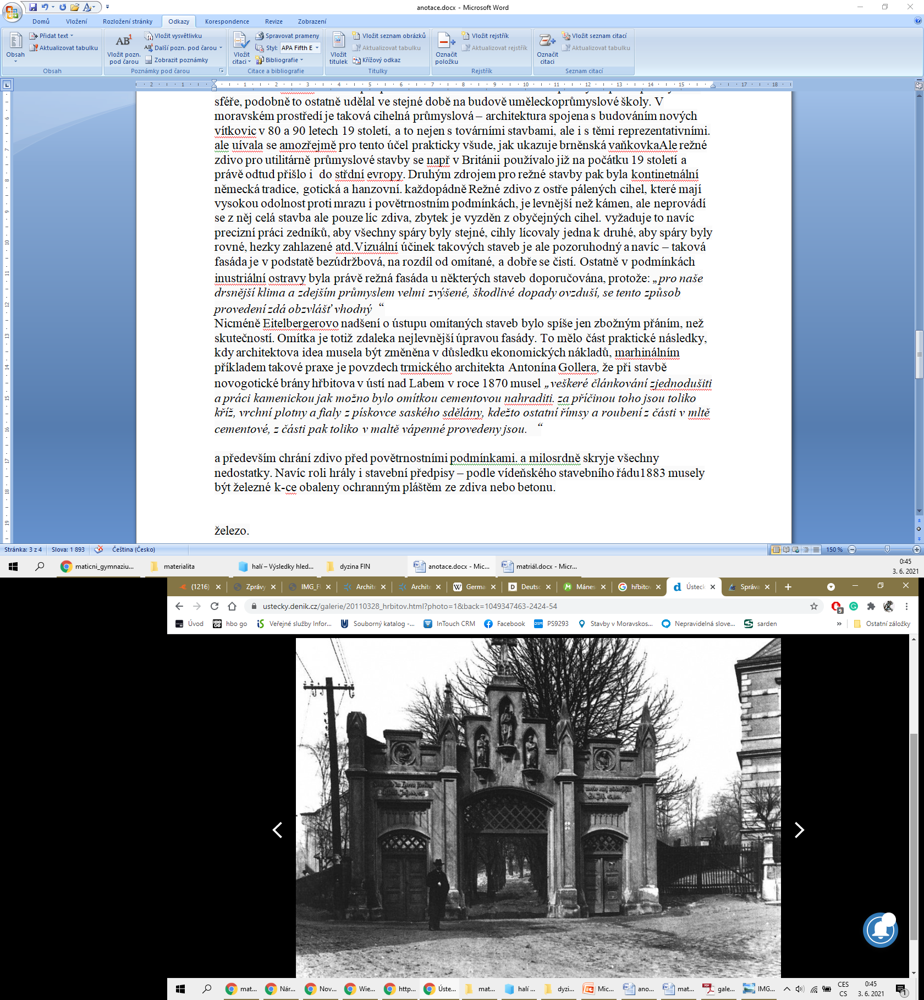 anotace.docx - Microsoft Word
Domů Vložení Rozložení stránky Odkazy Korespondence Revize Zobrazení
Obsah
Přidat text
Aktualizovat tabulku
Obsah
AB1
Vložit pozn. pod čarou
Vložit vysvětlivku
Další pozn. pod čarou
Zobrazit poznámky
Poznámky pod čarou
Vložit citaci
Spravovat prameny
Styl: APA Fifth E
Bibliografie
Citace a bibliografie
Vložit titulek
Vložit seznam obrázků
Aktualizovat tabulku
Křížový odkaz
Titulky
Označit položku
Vložit rejstřík
Aktualizovat rejstřík
Rejstřík
Označit citaci
Vložit seznam citací
Aktualizovat tabulku
Seznam citací
2 1 1 2 3 4 5 6 7 8 9 10 11 12 13 14 15 17 18
sféře, podobně to ostatně udělal ve stejné době na budově uměleckoprůmyslové školy. V
moravském prostředí je taková cihelná průmyslová – architektura spojena s budováním nových
vítkovic v 80 a 90 letech 19 století, a to nejen s továrními stavbami, ale i s těmi reprezentativními.
ale uívala se amozřejmě pro tento účel prakticky všude, jak ukazuje brněnská vaňkovkaAle režné
zdivo pro utilitárně průmyslové stavby se např v Británii používalo již na počátku 19 století a
právě odtud přišlo i  do střdní evropy. Druhým zdrojem pro režné stavby pak byla kontinetnální
německá tradice, gotická a hanzovní. každopádně Režné zdivo z ostře pálených cihel, které mají
vysokou odolnost proti mrazu i povětrnostním podmínkách, je levnější než kámen, ale neprovádí
se z něj celá stavba ale pouze líc zdiva, zbytek je vyzděn z obyčejných cihel. vyžaduje to navíc
precizní práci zedníků, aby všechny spáry byly stejné, cihly lícovaly jedna k druhé, aby spáry byly
rovné, hezky zahlazené atd.Vizuální účinek takových staveb je ale pozoruhodný a navíc – taková
fasáda je v podstatě bezúdržbová, na rozdíl od omítané, a dobře se čistí. Ostatně v podmínkách
inustriální ostravy byla právě režná fasáda u některých staveb doporučována, protože: „pro naše
drsnější klima a zdejším průmyslem velmi zvýšené, škodlivé dopady ovzduší, se tento způsob
provedení zdá obzvlášť vhodný “
Nicméně Eitelbergerovo nadšení o ústupu omítaných staveb bylo spíše jen zbožným přáním, než
skutečností. Omítka je totiž zdaleka nejlevnější úpravou fasády. To mělo část praktické následky,
kdy architektova idea musela být změněna v důsledku ekonomických nákladů, marhinálním
příkladem takové praxe je povzdech trmického architekta Antonína Gollera, že při stavbě
novogotické brány hřbitova v ústí nad Labem v roce 1870 musel „veškeré článkování zjednodušiti
a práci kamenickou jak možno bylo omítkou cementovou nahraditi. za příčinou toho jsou toliko
kříž, vrchní plotny a fialy z pískovce saského sdělány, kdežto ostatní římsy a roubení z části v mltě
cementové, z části pak toliko v maltě vápenné provedeny jsou. “
a především chrání zdivo před povětrnostními podmínkami. a milosrdně skryje všechny
nedostatky. Navíc roli hrály i stavební předpisy – podle vídeňského stavebního řádu1883 musely
být železné k-ce obaleny ochranným pláštěm ze zdiva nebo betonu.
železo.
Stránka: 3 z 4 Slova: 1 893 Čeština (Česko) 150 %
maticni_gymnaziu... materialita halí – Výsledky hled... dyzina FIN anotace.docx - Mic... matriál.docx - Micr... 0:45
3. 6. 2021
(1216) Zprávy IMG_Fl Archite Archite Germa Deutsc Mánes hřbitov Ústeck Správa
ustecky.denik.cz/galerie/20110328_hrbitov.html?photo=1&back=1049347463-2424-54
9
Úvod hbo go Veřejné služby Infor... Souborný katalog -... InTouch CRM Facebook PS9293 Stavby v Moravskos... Nepravidelná slove... sarden » Ostatní záložky
mat... Nár... Nov... Wie... http... Úste... mat... halí ... dyzi... Mic... ano... mat... gale... IMG... CES
CS
0:45
3. 6. 2021
1